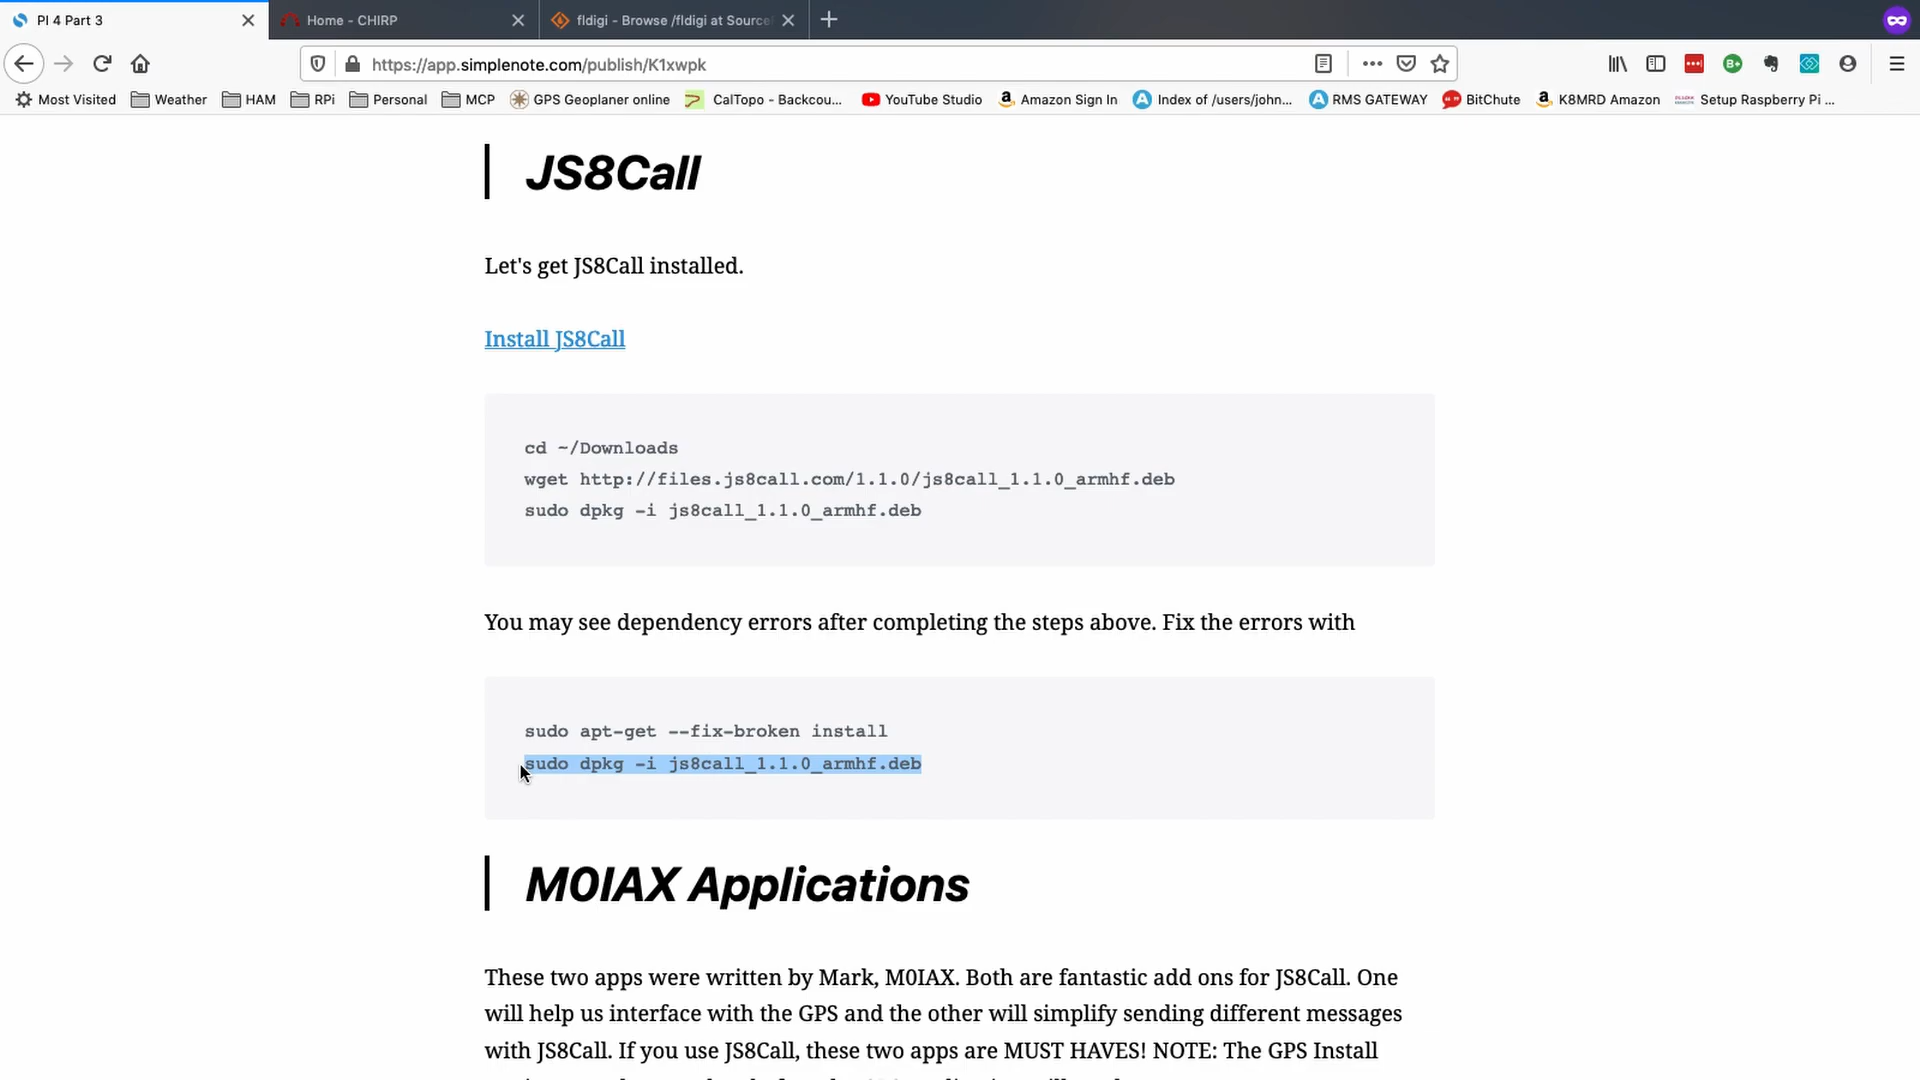 PI 4 Part 3
Home - CHIRP
fldigi - Browse /fldigi at Source
https://app.simplenote.com/publish/K1xwpk
Most Visited
Weather
HAM
RPi
Personal
MCP
GPS Geoplaner online
CalTopo - Backcou...
YouTube Studio
Amazon Sign In
Index of /users/john...
RMS GATEWAY
BitChute
K8MRD Amazon
Setup Raspberry Pi ...
JS8Call
Let's get JS8Call installed.
Install JS8Call
cd ~/Downloads
wget http://files.js8call.com/1.1.0/js8call_1.1.0_armhf.deb
sudo dpkg -i js8call_1.1.0_armhf.deb
You may see dependency errors after completing the steps above. Fix the errors with
sudo apt-get --fix-broken install
sudo dpkg -i js8call_1.1.0_armhf.deb
M0IAX Applications
These two apps were written by Mark, M0IAX. Both are fantastic add ons for JS8Call. One
will help us interface with the GPS and the other will simplify sending different messages
with JS8Call. If you use JS8Call, these two apps are MUST HAVES! NOTE: The GPS Install